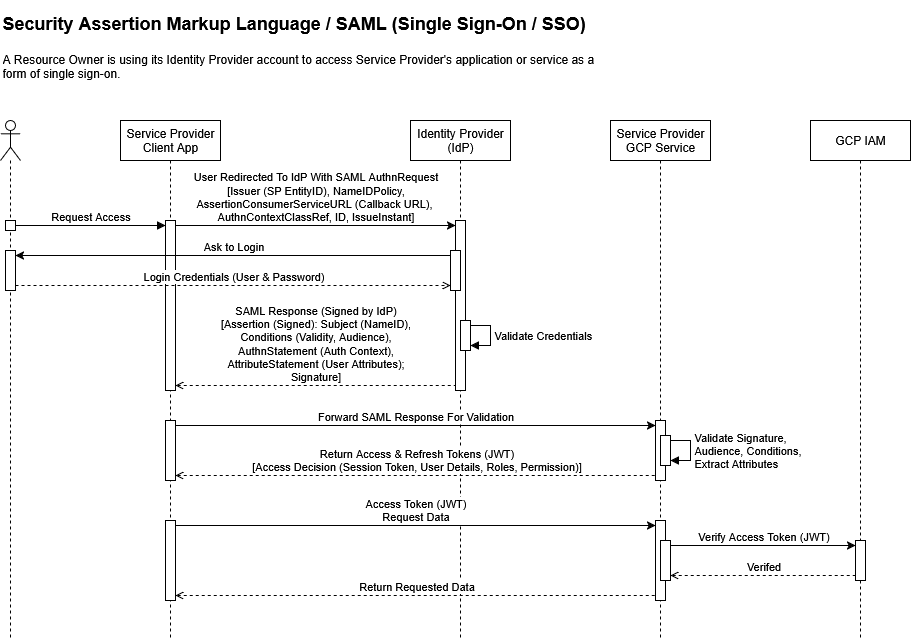 Security Assertion Markup Language / SAML (Single Sign-On / SSO)
A Resource Owner is using its Identity Provider account to access Service Provider's application or service as a
form of single sign-on.
Service Provider
Client App
Identity Provider
(IdP)
Service Provider
GCP Service
GCP IAM
User Redirected To IdP With SAML AuthnRequest
[Issuer (SP EntityID), NameIDPolicy,
AssertionConsumerServiceURL (Callback URL),
AuthnContextClassRef, ID, IssueInstant]
Request Access
Ask to Login
Login Credentials (User & Password)
SAML Response (Signed by IdP)
[Assertion (Signed): Subject (NameID),
Conditions (Validity, Audience),
AuthnStatement (Auth Context),
AttributeStatement (User Attributes);
Signature]
Validate Credentials
Forward SAML Response For Validation
Validate Signature,
Audience, Conditions,
Extract Attributes
Return Access & Refresh Tokens (JWT)
[Access Decision (Session Token, User Details, Roles, Permission)]
Access Token (JWT)
Request Data
Verify Access Token (JWT)
Verifed
Return Requested Data